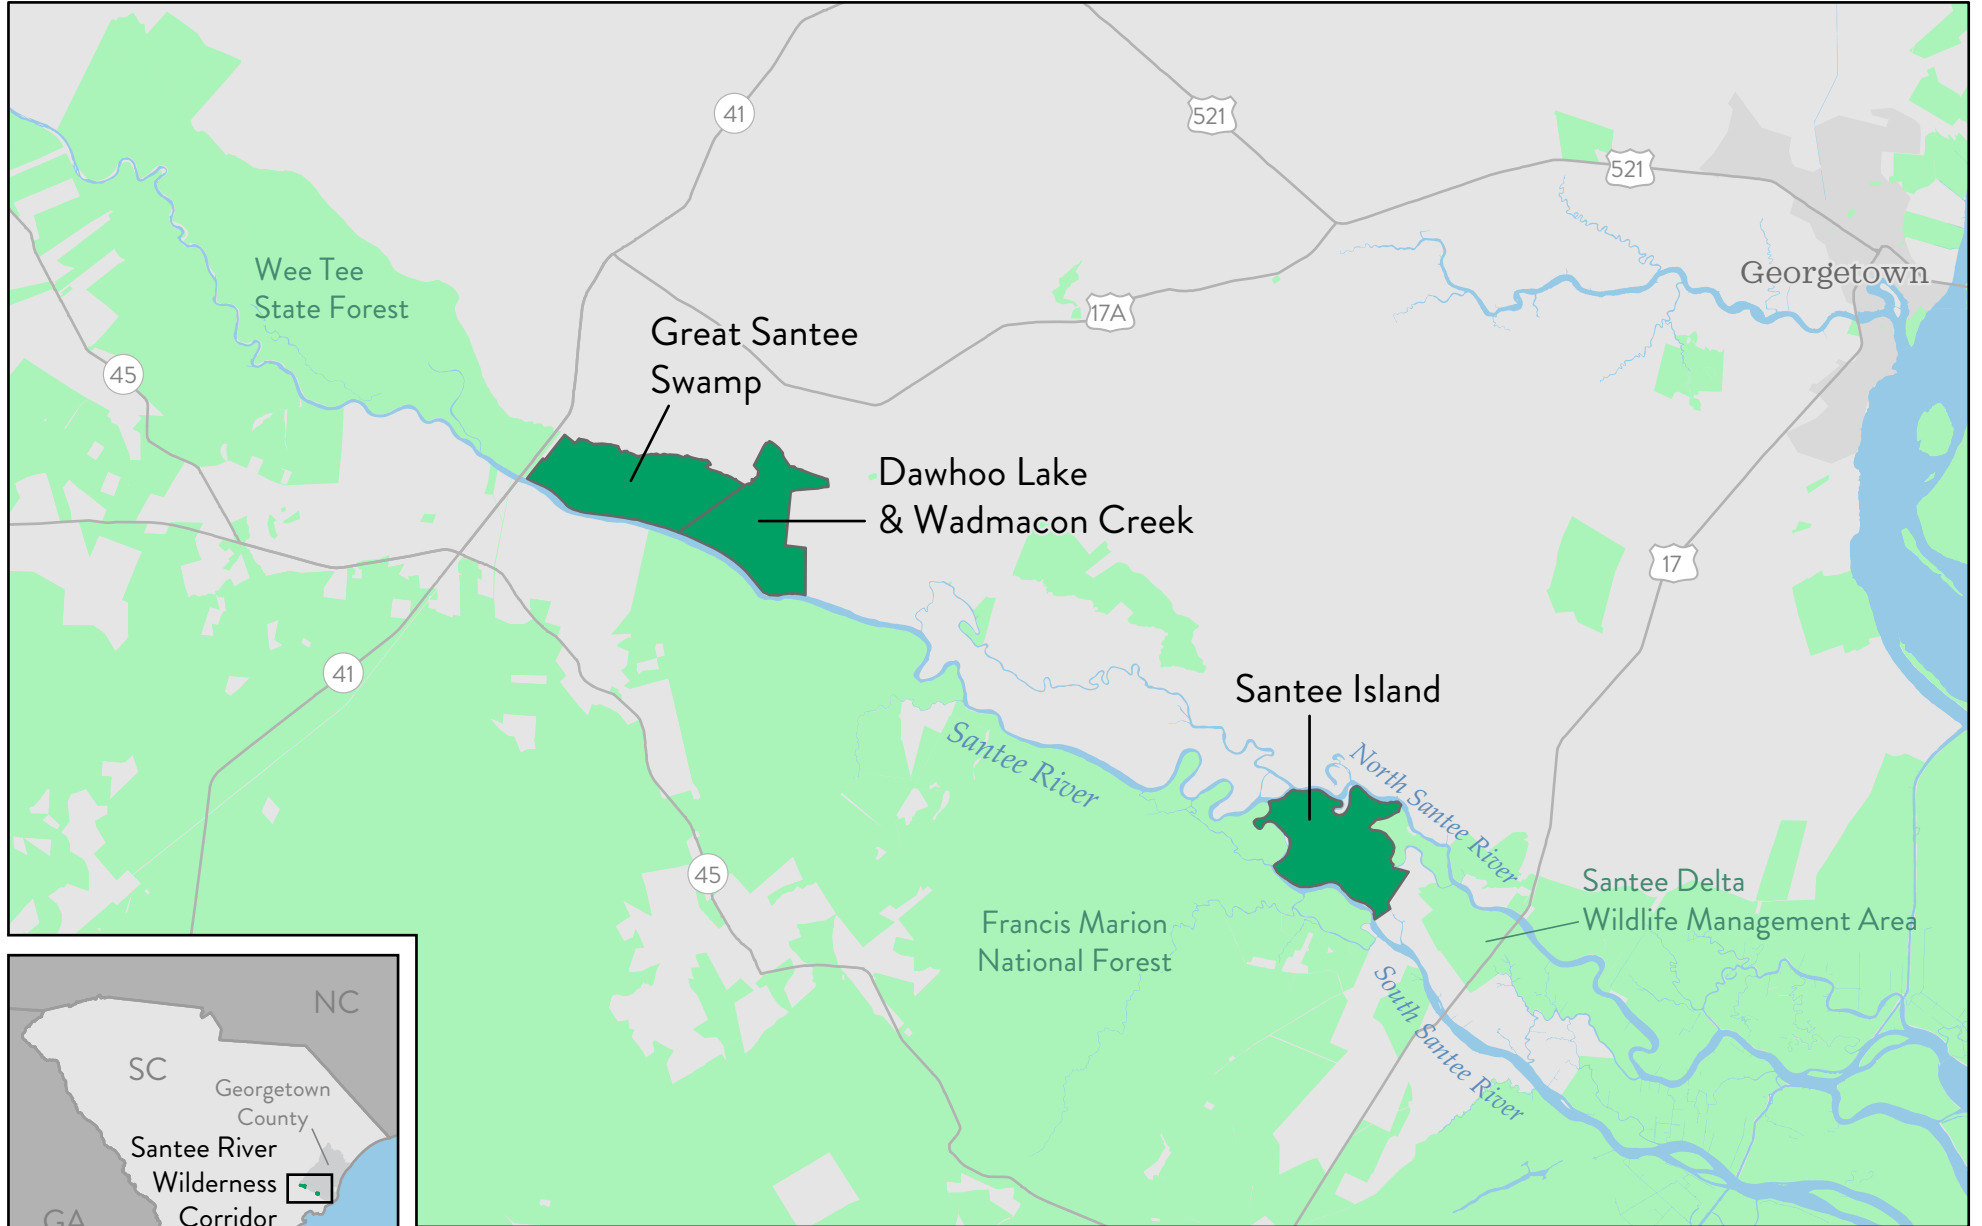 41
521
521
Wee Tee
State Forest
Georgetown
17A
Great Santee
Swamp
45
Dawhoo Lake
& Wadmacon Creek
17
41
Santee Island
Santee River
North Santee River
45
Santee Delta
Wildlife Management Area
Francis Marion
National Forest
South Santee River
NC
SC
Georgetown
County
Santee River
Wilderness
Corridor
GA